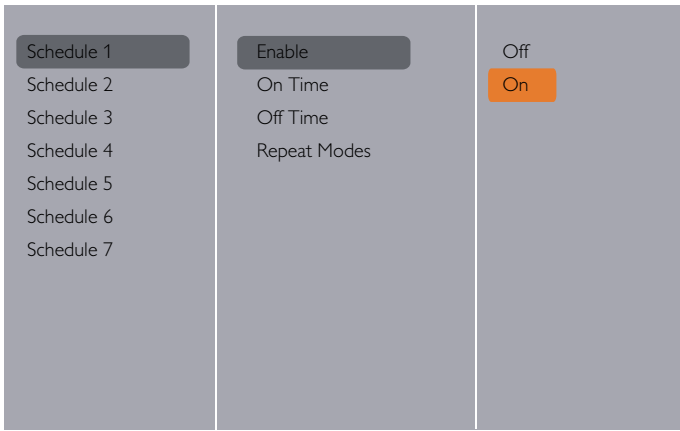 Schedule 1
Schedule 2
Schedule 3
Schedule 4
Schedule 5
Schedule 6
Schedule 7
Enable
On Time
Off Time
Repeat Modes
Off
On